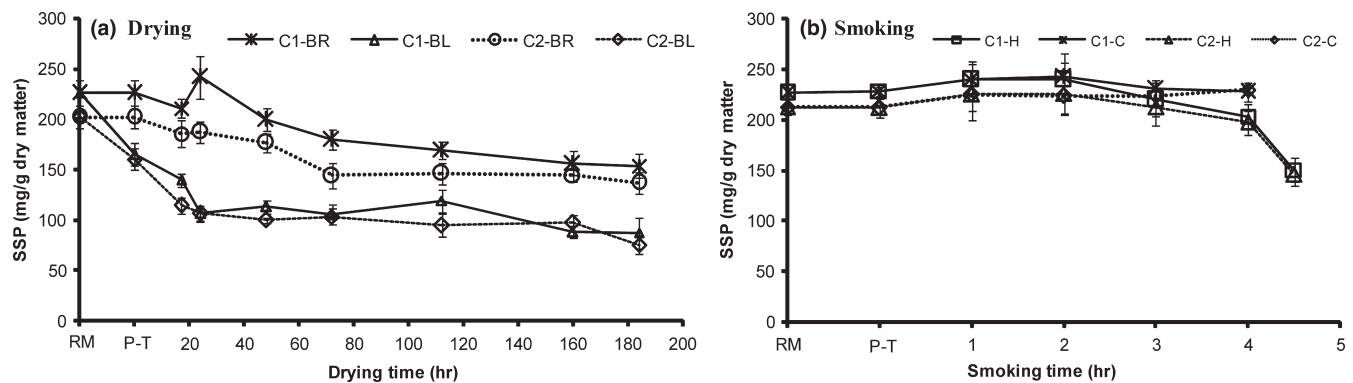 (a) Drying
C1-BR C1-BL C2-BR C2-BL
SSP (mg/g dry matter
300
250
200
150
100
50
0
RM P-T 20 40 60 80 100 120 140 160 180 200
Drying time (hr)
(b) Smoking
C1-H C1-C C2-H C2-C
SSP (mg/g dry matter
300
250
200
150
100
50
0
RM P-T 1 2 3 4 5
Smoking time (hr)